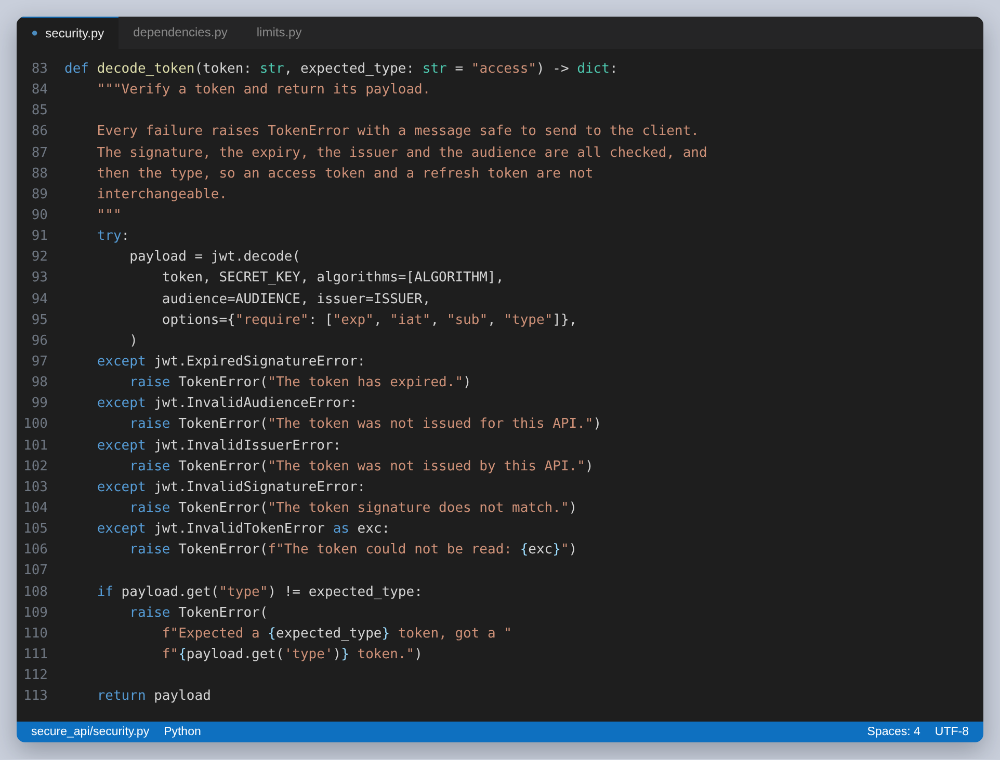 security.py dependencies.py limits.py
83 def decode_token(token: str, expected_type: str = "access") -> dict:
84     """Verify a token and return its payload.
85
86     Every failure raises TokenError with a message safe to send to the client.
87     The signature, the expiry, the issuer and the audience are all checked, and
88     then the type, so an access token and a refresh token are not
89     interchangeable.
90     """
91     try:
92         payload = jwt.decode(
93             token, SECRET_KEY, algorithms=[ALGORITHM],
94             audience=AUDIENCE, issuer=ISSUER,
95             options={"require": ["exp", "iat", "sub", "type"]},
96         )
97     except jwt.ExpiredSignatureError:
98         raise TokenError("The token has expired.")
99     except jwt.InvalidAudienceError:
100         raise TokenError("The token was not issued for this API.")
101     except jwt.InvalidIssuerError:
102         raise TokenError("The token was not issued by this API.")
103     except jwt.InvalidSignatureError:
104         raise TokenError("The token signature does not match.")
105     except jwt.InvalidTokenError as exc:
106         raise TokenError(f"The token could not be read: {exc}")
107
108     if payload.get("type") != expected_type:
109         raise TokenError(
110             f"Expected a {expected_type} token, got a "
111             f"{payload.get('type')} token.")
112
113     return payload
secure_api/security.py Python Spaces: 4 UTF-8